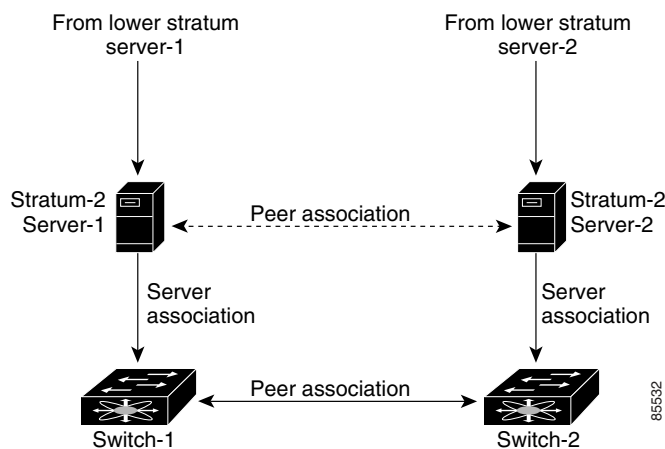 From lower stratum
server-1
From lower stratum
server-2
Stratum-2
Server-1
Peer association
Stratum-2
Server-2
Server
association
Server
association
Peer association
Switch-1
Switch-2
85532